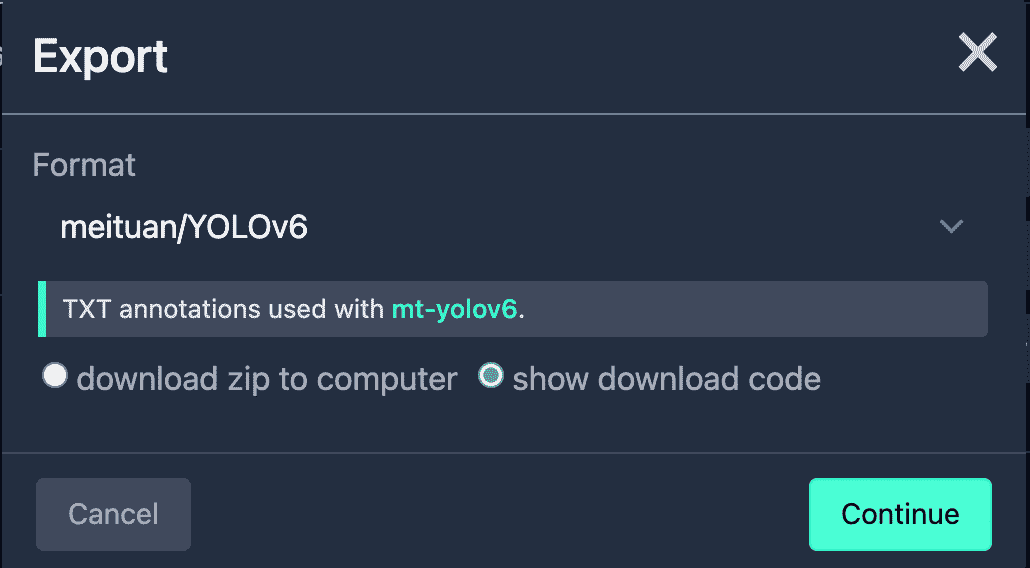 Export
Format
meituan/YOLOv6
TXT annotations used with mt-yolov6.
download zip to computer show download code
Cancel Continue